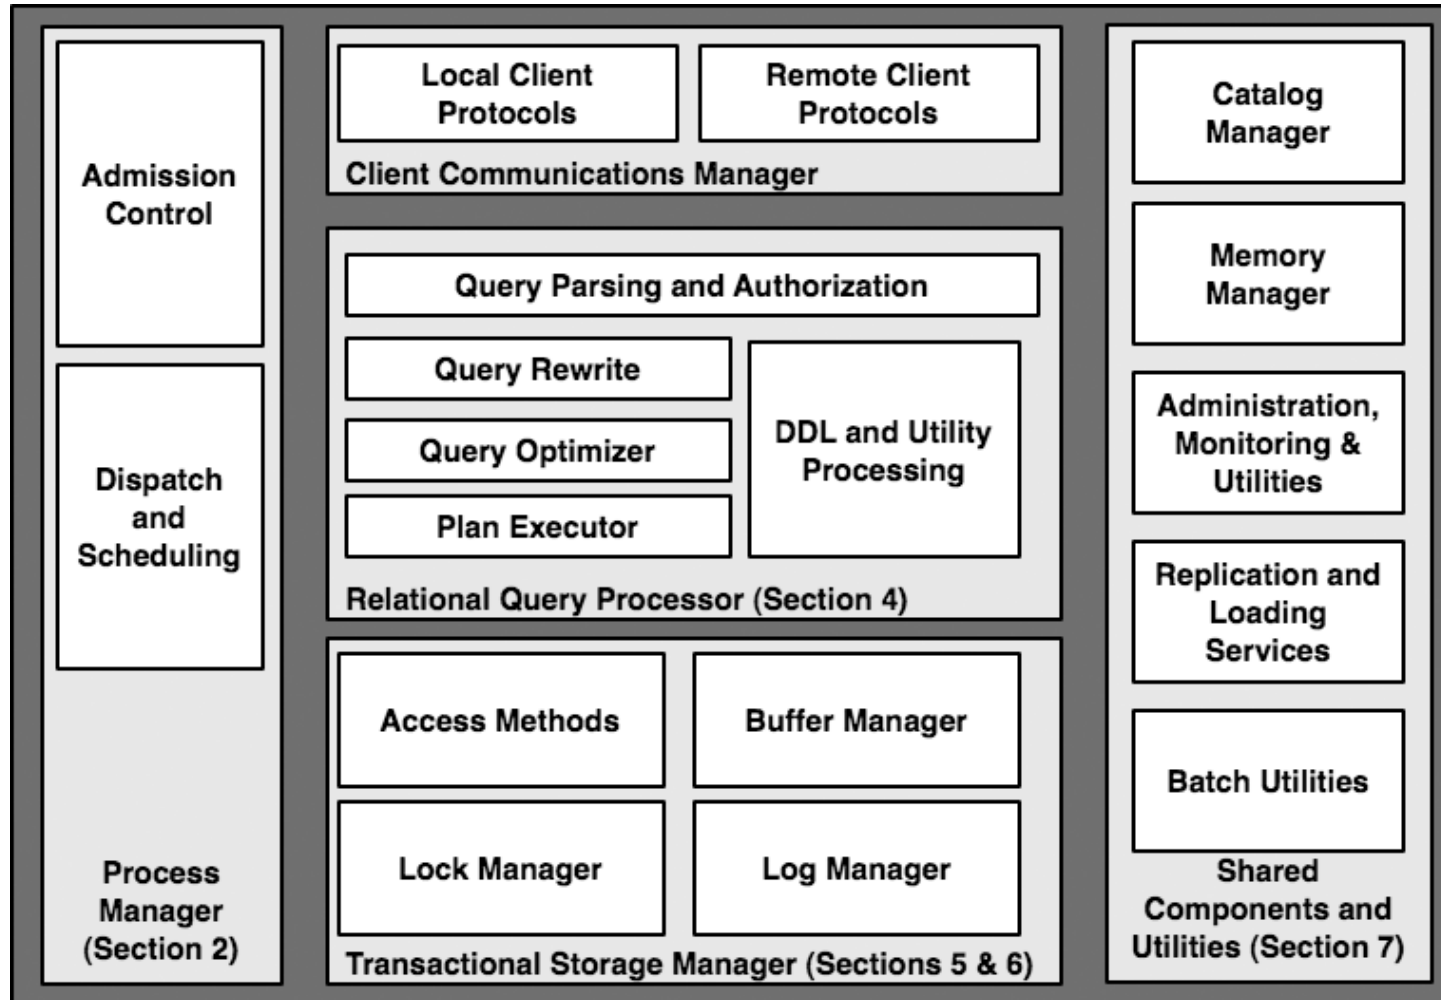 Admission
Control
Dispatch
and
Scheduling
Process
Manager
(Section 2)
Local Client
Protocols
Remote Client
Protocols
Client Communications Manager
Query Parsing and Authorization
Query Rewrite
Query Optimizer
Plan Executor
DDL and Utility
Processing
Relational Query Processor (Section 4)
Access Methods
Buffer Manager
Lock Manager
Log Manager
Transactional Storage Manager (Sections 5 & 6)
Catalog
Manager
Memory
Manager
Administration,
Monitoring &
Utilities
Replication and
Loading
Services
Batch Utilities
Shared
Components and
Utilities (Section 7)